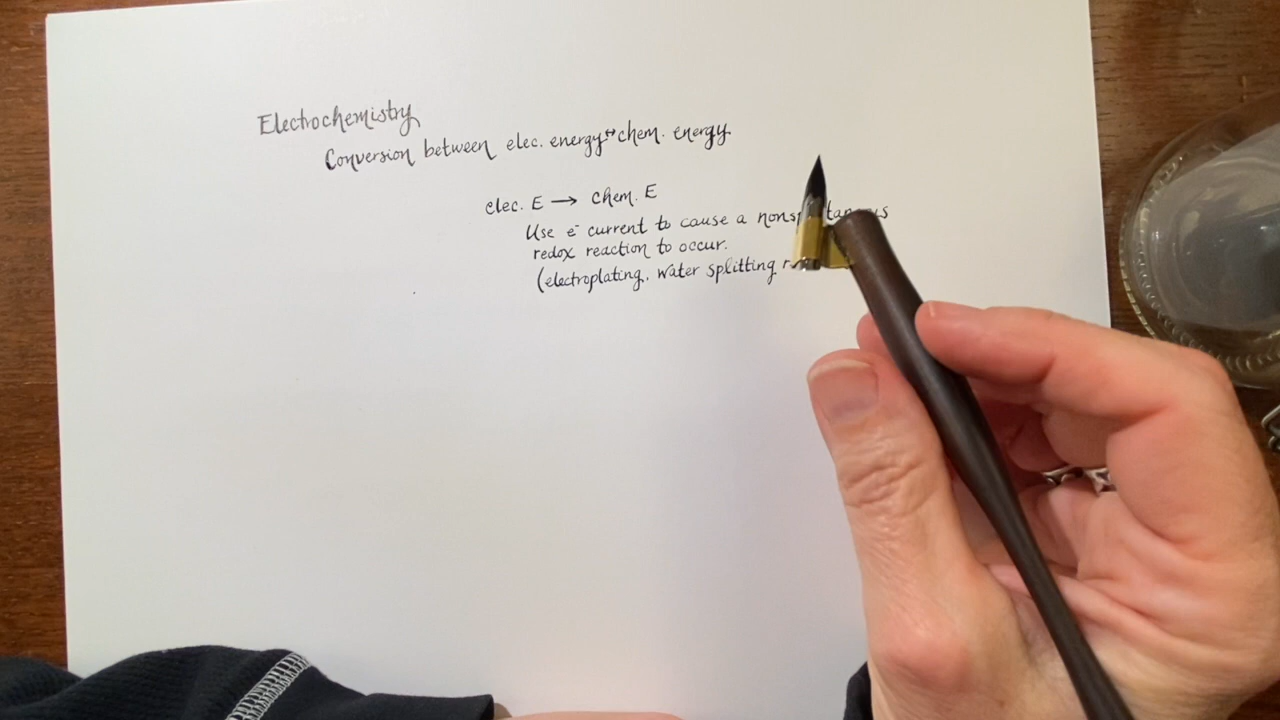 Electrochemistry
Conversion between elec. energy ↔ chem. energy
elec. E → chem. E
Use e⁻ current to cause a
redox reaction to occur.
(electroplating, water splitting